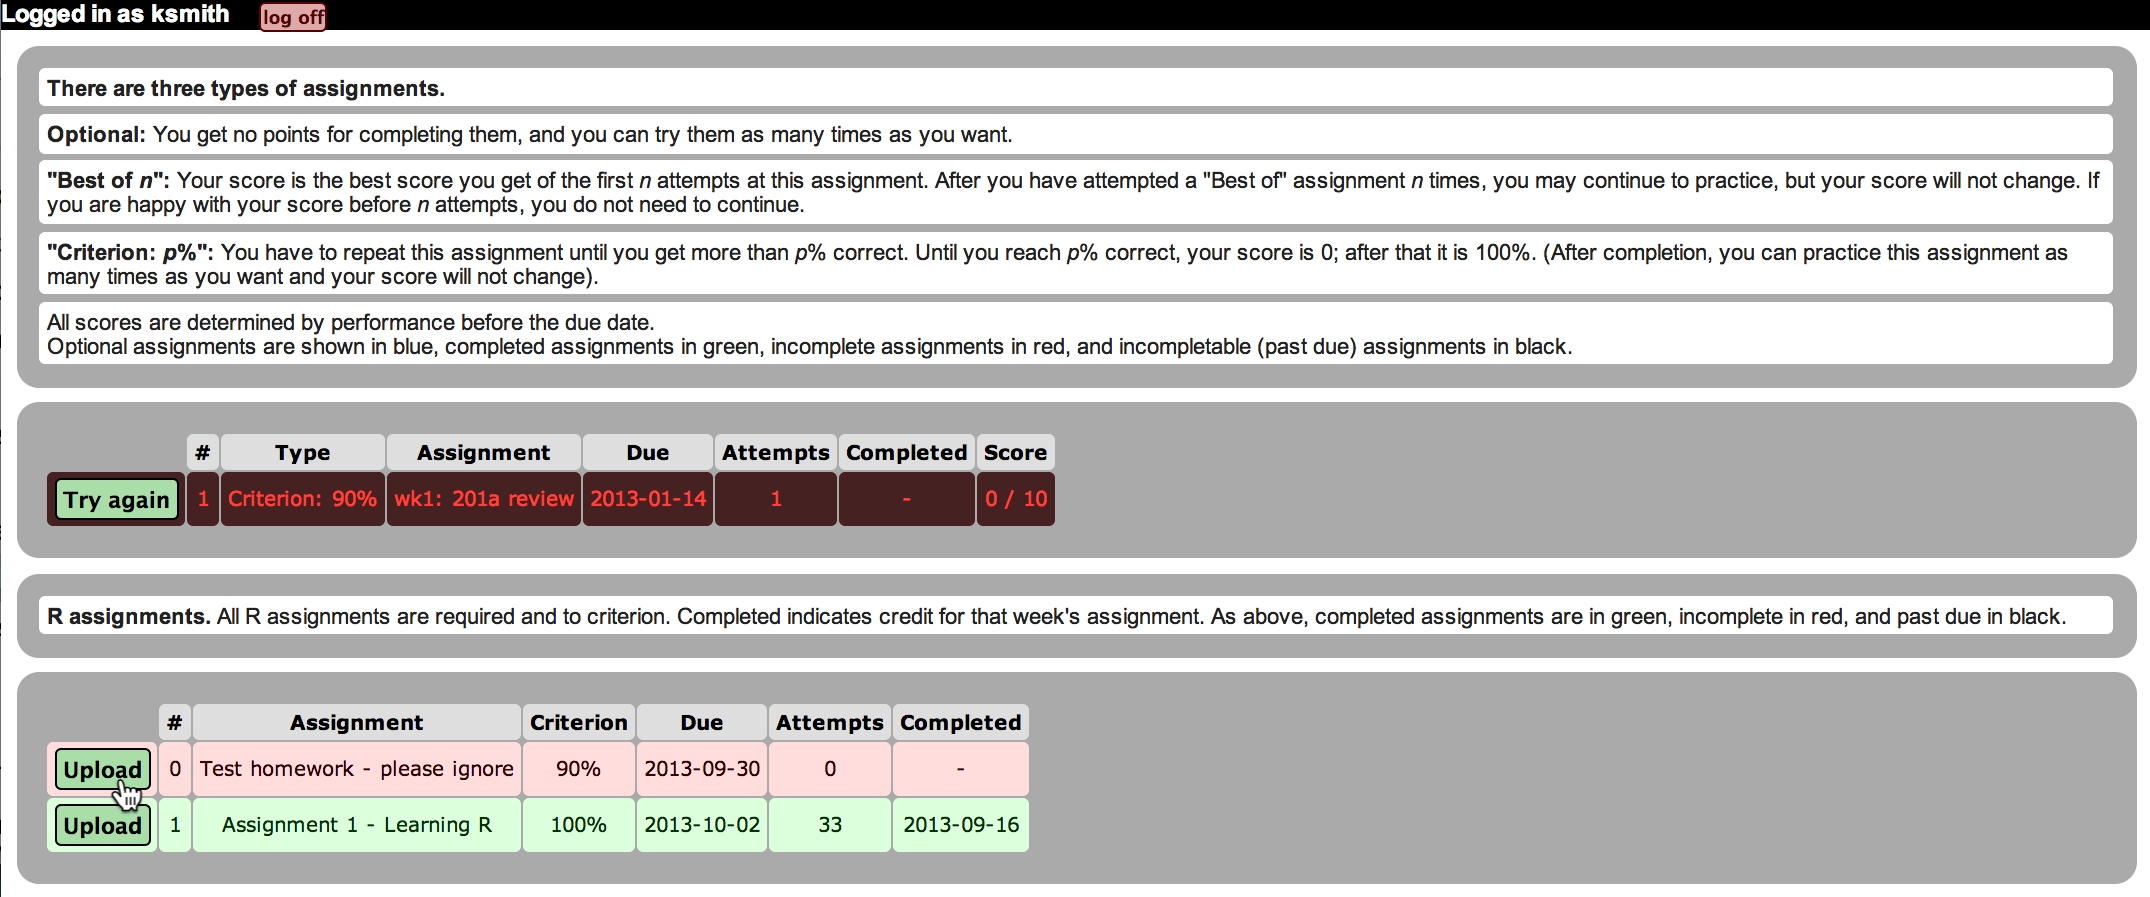 Logged in as ksmith log off
There are three types of assignments.
Optional: You get no points for completing them, and you can try them as many times as you want.
"Best of n": Your score is the best score you get of the first n attempts at this assignment. After you have attempted a "Best of" assignment n times, you may continue to practice, but your score will not change. If
you are happy with your score before n attempts, you do not need to continue.
"Criterion: p%": You have to repeat this assignment until you get more than p% correct. Until you reach p% correct, your score is 0; after that it is 100%. (After completion, you can practice this assignment as
many times as you want and your score will not change).
All scores are determined by performance before the due date.
Optional assignments are shown in blue, completed assignments in green, incomplete assignments in red, and incompletable (past due) assignments in black.
# Type Assignment Due Attempts Completed Score
Try again 1 Criterion: 90% wk1: 201a review 2013-01-14 1 - 0 / 10
R assignments. All R assignments are required and to criterion. Completed indicates credit for that week's assignment. As above, completed assignments are in green, incomplete in red, and past due in black.
# Assignment Criterion Due Attempts Completed
Upload 0 Test homework - please ignore 90% 2013-09-30 0 -
Upload 1 Assignment 1 - Learning R 100% 2013-10-02 33 2013-09-16